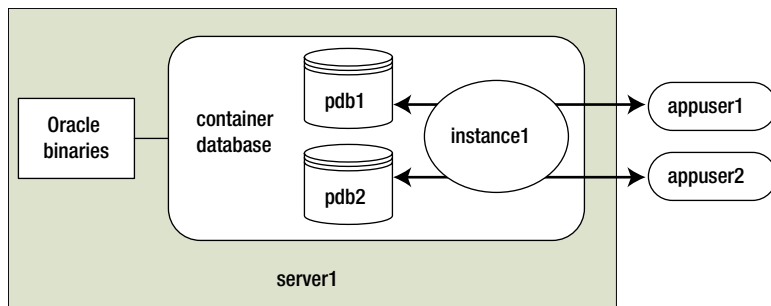 Oracle
binaries
container
database
pdb1
pdb2
instance1
appuser1
appuser2
server1